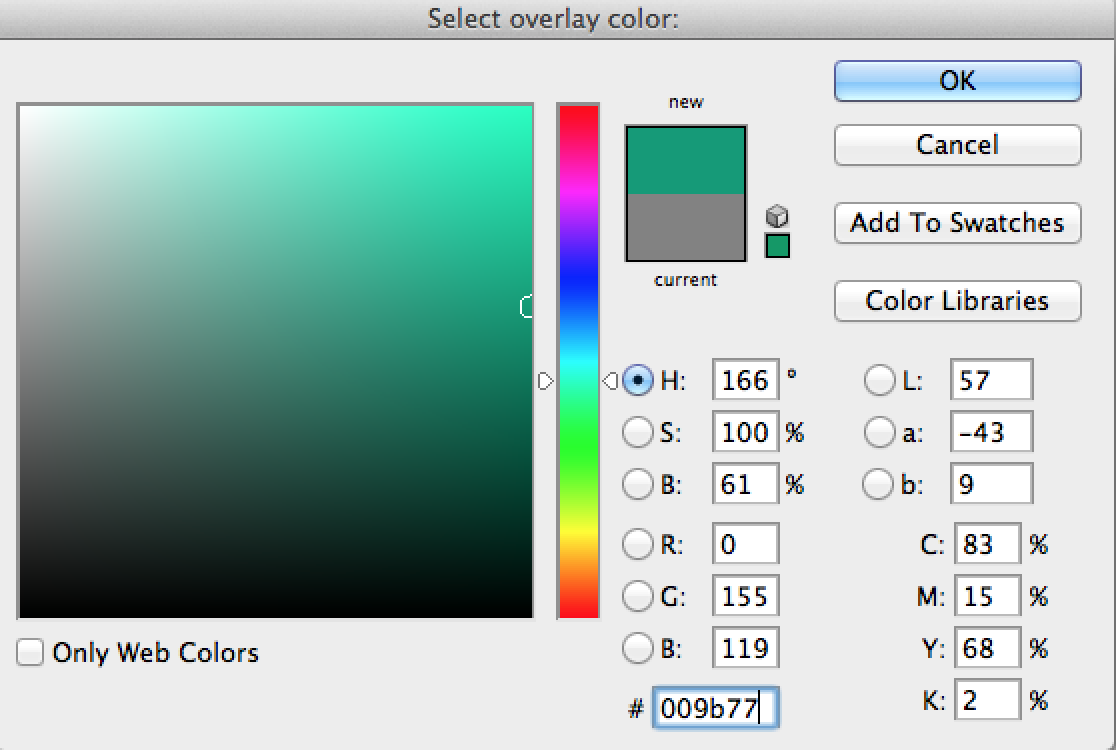 Select overlay color:
new
current
OK
Cancel
Add To Swatches
Color Libraries
H: 166 °
S: 100 %
B: 61 %
R: 0
G: 155
B: 119
# 009b77
L: 57
a: -43
b: 9
C: 83 %
M: 15 %
Y: 68 %
K: 2 %
Only Web Colors